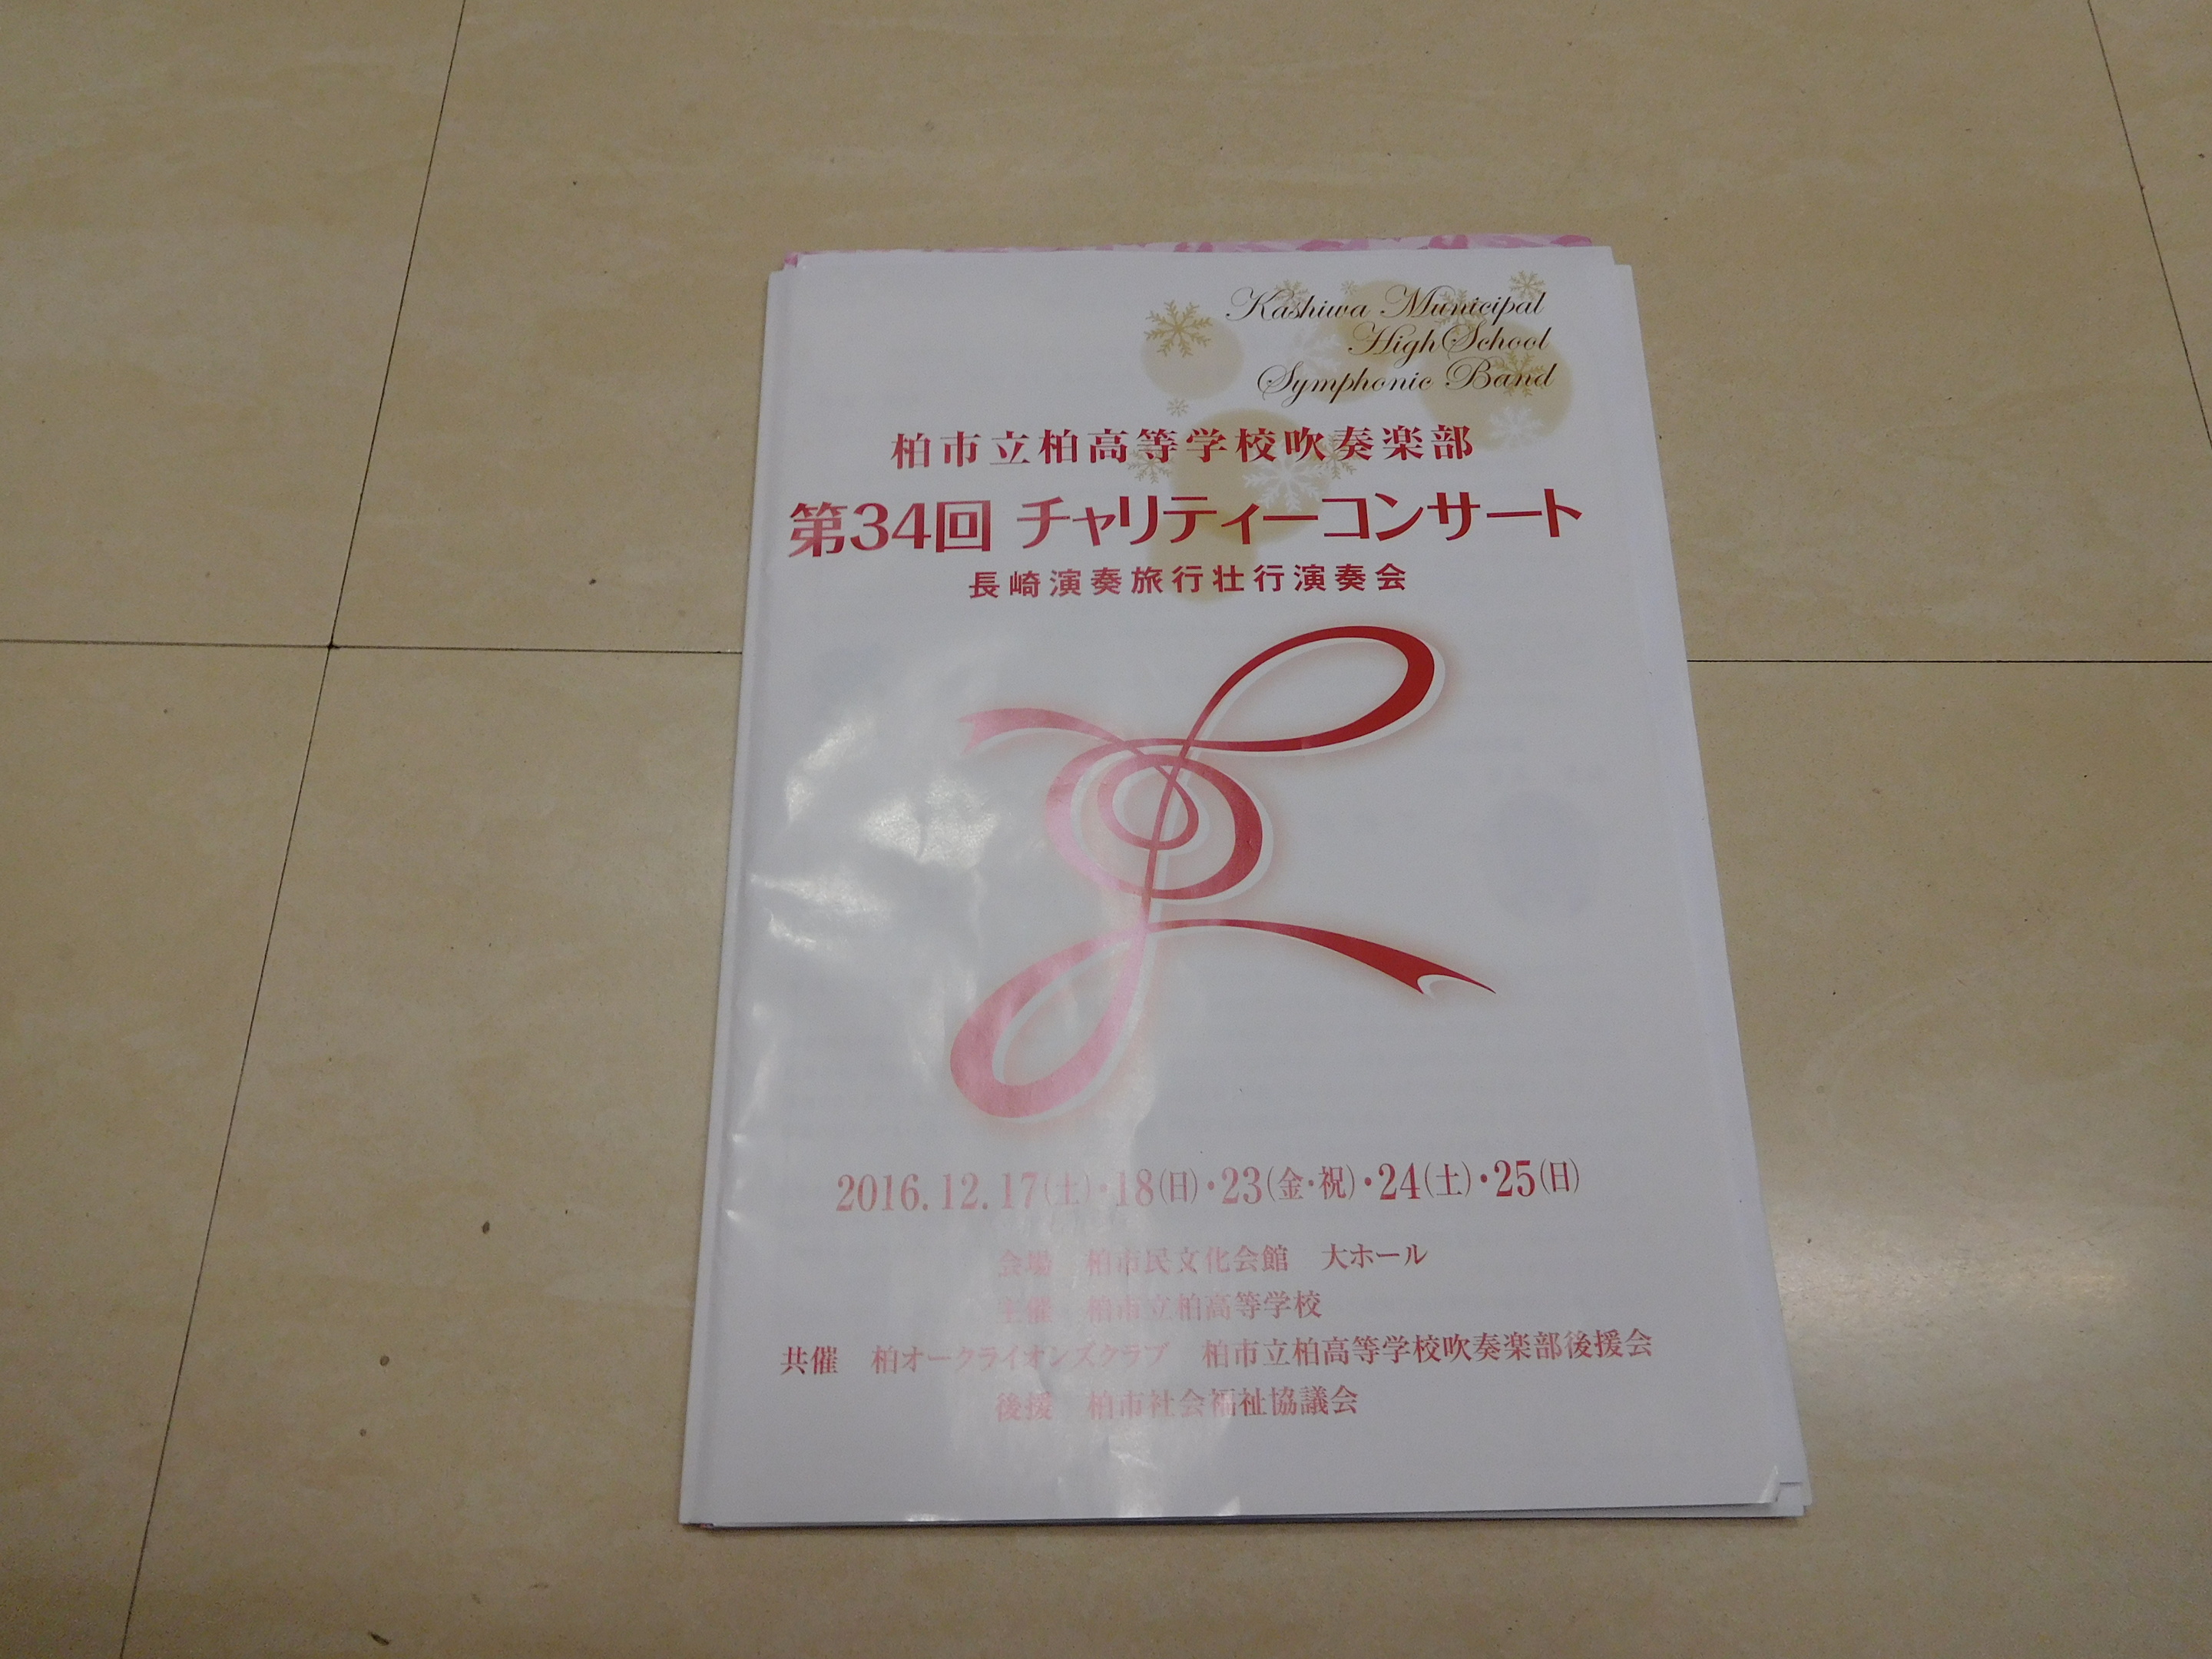 Kashiwa Municipal
High School
Symphonic Band
柏市立柏高等学校吹奏楽部
第34回 チャリティーコンサート
長崎演奏旅行壮行演奏会
2016.12.17(土)・18(日)・23(金・祝)・24(土)・25(日)
会場 柏市民文化会館 大ホール
主催 柏市立柏高等学校
共催 柏オークライオンズクラブ 柏市立柏高等学校吹奏楽部後援会
後援 柏市社会福祉協議会